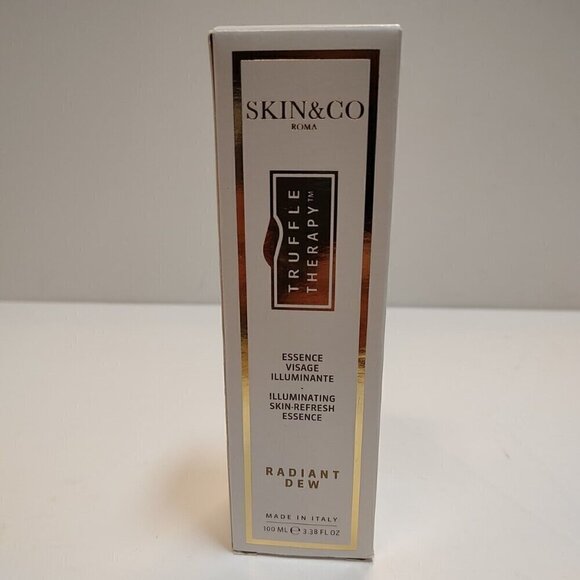 SKIN&CO
ROMA
TRUFFLE
THERAPY™
ESSENCE
VISAGE
ILLUMINANTE
-
ILLUMINATING
SKIN-REFRESH
ESSENCE
RADIANT
DEW
MADE IN ITALY
100 ML ℮ 3.38 FL OZ